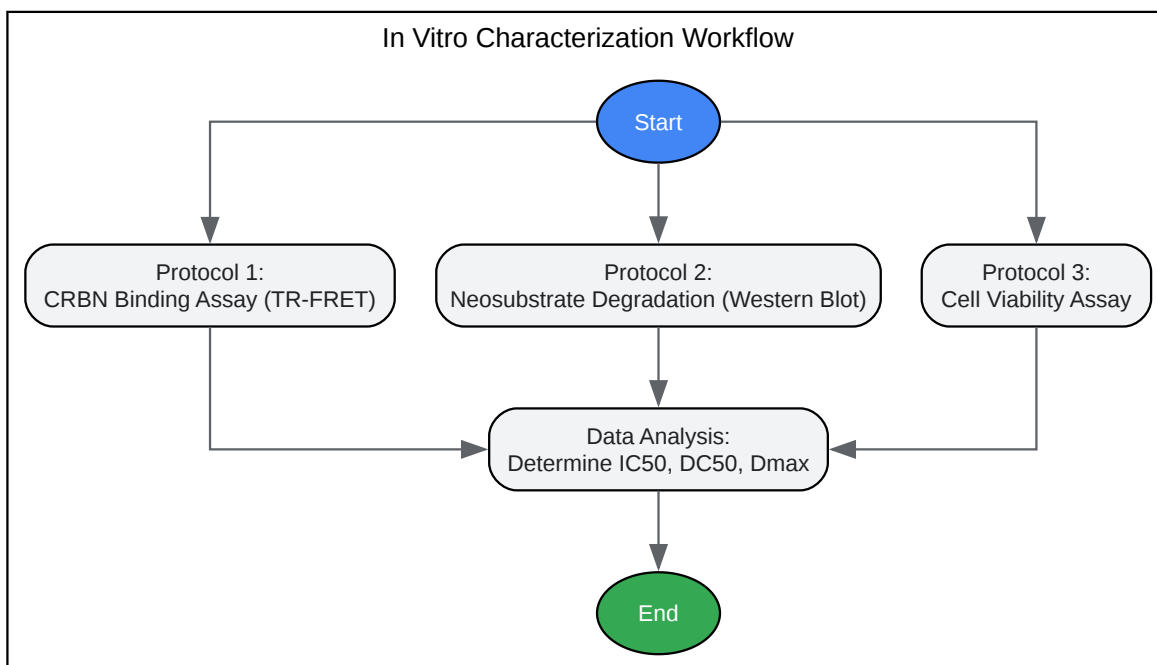 In Vitro Characterization Workflow
Start
Protocol 1:
CRBN Binding Assay (TR-FRET)
Protocol 2:
Neosubstrate Degradation (Western Blot)
Protocol 3:
Cell Viability Assay
Data Analysis:
Determine IC50, DC50, Dmax
End